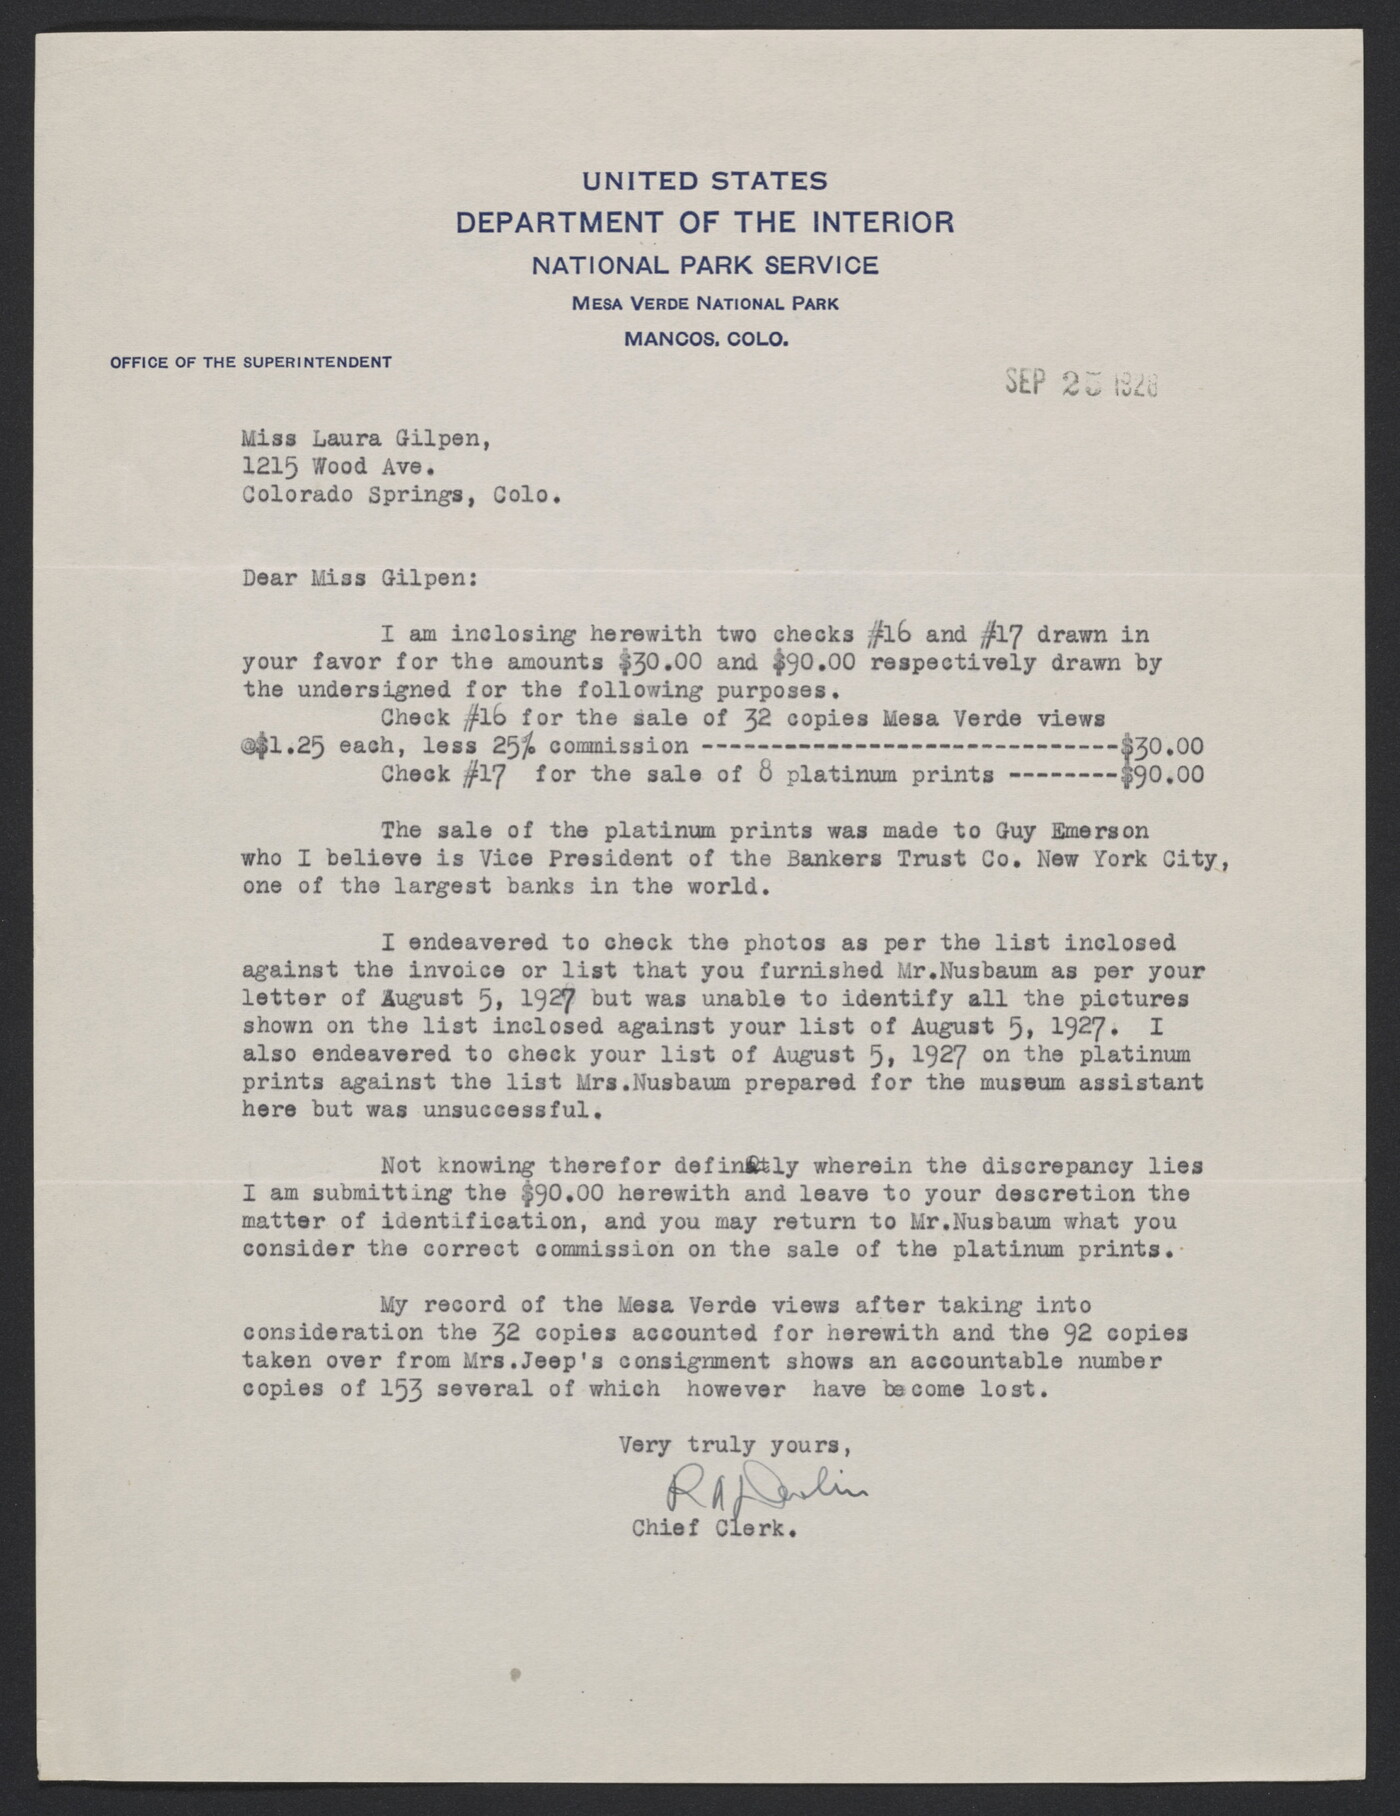 UNITED STATES
DEPARTMENT OF THE INTERIOR
NATIONAL PARK SERVICE
MESA VERDE NATIONAL PARK
MANCOS, COLO.
OFFICE OF THE SUPERINTENDENT
SEP 25 1928
Miss Laura Gilpen,
1215 Wood Ave.
Colorado Springs, Colo.
Dear Miss Gilpen:
I am inclosing herewith two checks #16 and #17 drawn in
your favor for the amounts $30.00 and $90.00 respectively drawn by
the undersigned for the following purposes.
Check #16 for the sale of 32 copies Mesa Verde views
@$1.25 each, less 25% commission ------------------------------$30.00
Check #17 for the sale of 8 platinum prints --------$90.00
The sale of the platinum prints was made to Guy Emerson
who I believe is Vice President of the Bankers Trust Co. New York City,
one of the largest banks in the world.
I endeavered to check the photos as per the list inclosed
against the invoice or list that you furnished Mr.Nusbaum as per your
letter of August 5, 1927 but was unable to identify all the pictures
shown on the list inclosed against your list of August 5, 1927. I
also endeavered to check your list of August 5, 1927 on the platinum
prints against the list Mrs.Nusbaum prepared for the museum assistant
here but was unsuccessful.
Not knowing therefor definetly wherein the discrepancy lies
I am submitting the $90.00 herewith and leave to your descretion the
matter of identification, and you may return to Mr.Nusbaum what you
consider the correct commission on the sale of the platinum prints.
My record of the Mesa Verde views after taking into
consideration the 32 copies accounted for herewith and the 92 copies
taken over from Mrs.Jeep's consignment shows an accountable number
copies of 153 several of which however have become lost.
Very truly yours,
Chief Clerk.